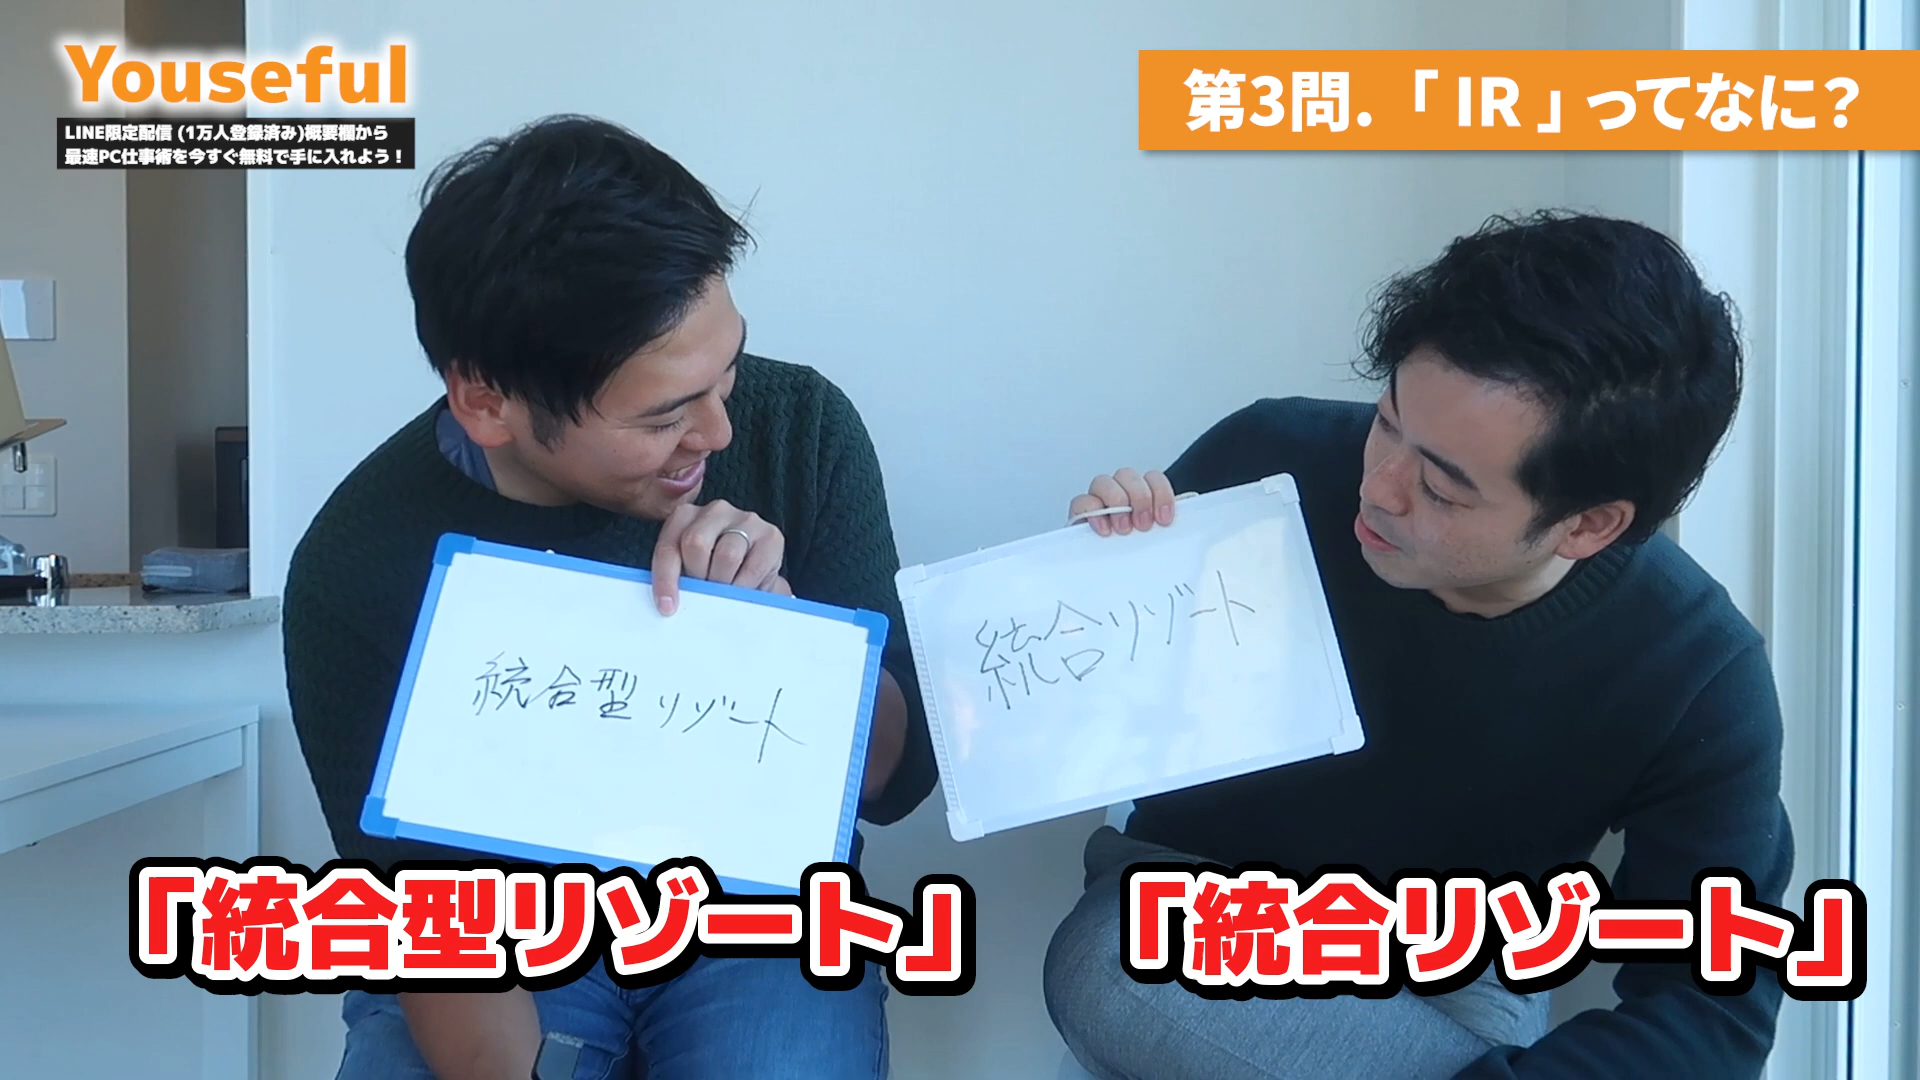 Youseful
LINE限定配信 (1万人登録済み)概要欄から
最速PC仕事術を今すぐ無料で手に入れよう！
第3問.「 IR 」ってなに？
統合型リゾート
統合リゾート
「統合型リゾート」
「統合リゾート」